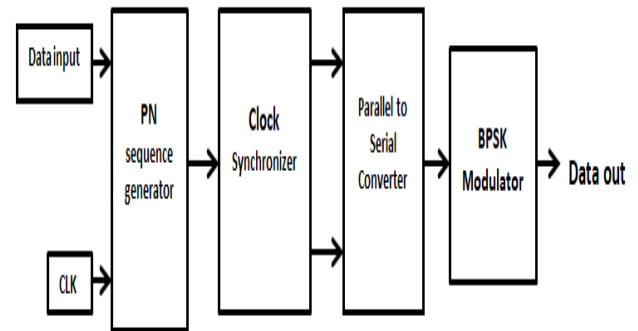 Data input
CLK
PN
sequence
generator
Clock
Synchronizer
Parallel to
Serial
Converter
BPSK
Modulator
Data out